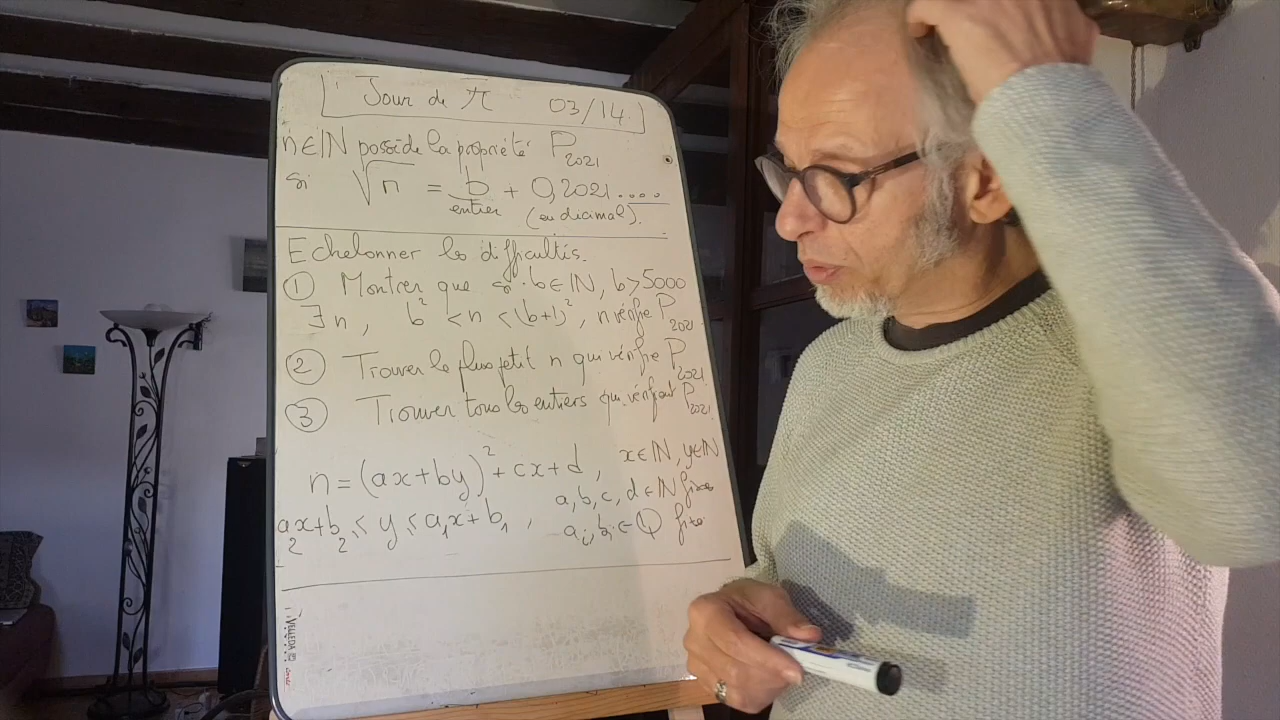 Jour de π 03/14
n∈ℕ possède la propriété P₂₀₂₁
si √n = b + 0,2021....
entier (en décimal).
Echelonner les difficultés.
① Montrer que si b∈ℕ, b>5000
∃n, b² < n < (b+1)², n vérifie P₂₀₂₁.
② Trouver le plus petit n qui vérifie P₂₀₂₁.
③ Trouver tous les entiers qui vérifient P₂₀₂₁.
n = (ax+by)² + cx + d, x∈ℕ, y∈ℕ
a, b, c, d ∈ℕ fixés
a₂x+b₂ ≤ y ≤ a₁x+b₁, aᵢ, bᵢ ∈ ℚ fixés
VELLEDA